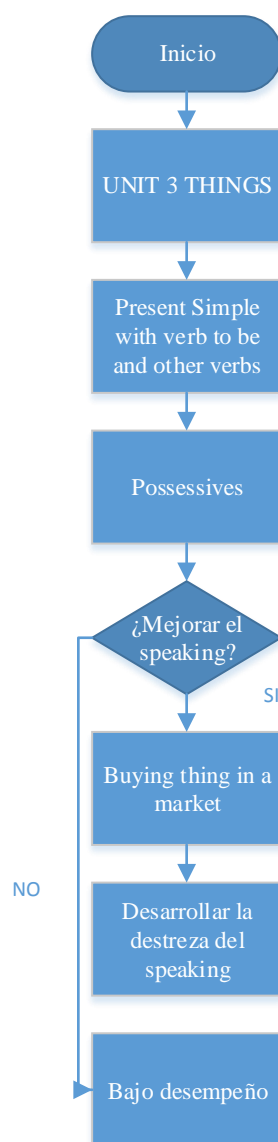 Inicio
UNIT 3 THINGS
Present Simple
with verb to be
and other verbs
Possessives
¿Mejorar el
speaking?
SI
Buying thing in a
market
NO
Desarrollar la
destreza del
speaking
Bajo desempeño